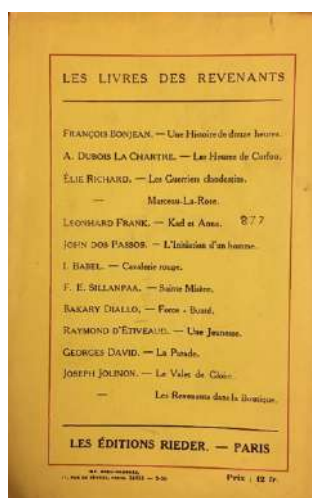 LES LIVRES DES REVENANTS
FRANÇOIS BONJEAN. — Une Histoire de douze heures.
A. DUBOIS LA CHARTRE. — Les Heures de Corfou.
ÉLIE RICHARD. — Les Guerriers clandestins.
— Marceau-La-Rose.
LEONHARD FRANK. — Karl et Anna. 877
JOHN DOS PASSOS. — L'Initiation d'un homme.
I. BABEL. — Cavalerie rouge.
F. E. SILLANPAA. — Sainte Misère.
BAKARY DIALLO. — Force-Bonté.
RAYMOND D'ÉTIVEAUD. — Une Jeunesse.
GEORGES DAVID. — La Parade.
JOSEPH JOLINON. — Le Valet de Gloire.
— Les Revenants dans la Boutique.
LES ÉDITIONS RIEDER. — PARIS
Prix : 12 fr.